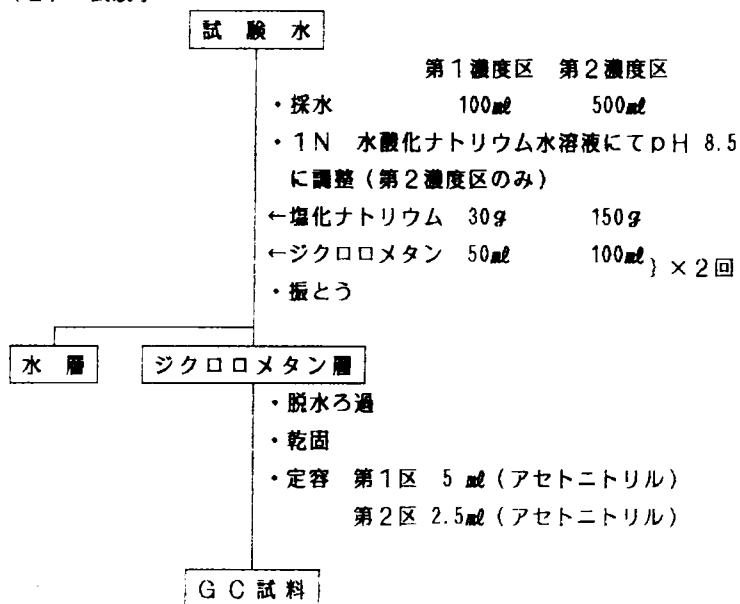 試験水
第1濃度区 第2濃度区
・採水 100ml 500ml
・1N 水酸化ナトリウム水溶液にてpH 8.5
に調整(第2濃度区のみ)
←塩化ナトリウム 30g 150g
←ジクロロメタン 50ml 100ml } ×2回
・振とう
水層 ジクロロメタン層
・脱水ろ過
・乾固
・定容 第1区 5 ml (アセトニトリル)
第2区 2.5ml (アセトニトリル)
GC試料